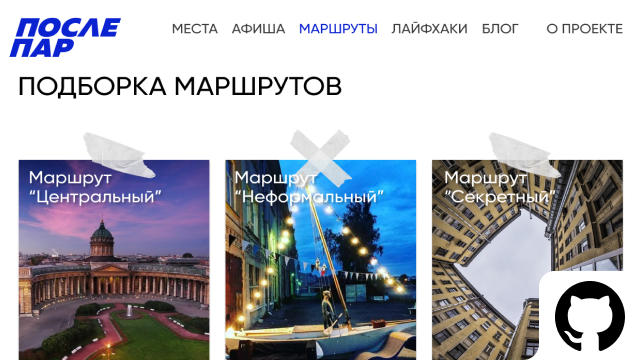 ПОСЛЕ
ПАР
МЕСТА АФИША МАРШРУТЫ ЛАЙФХАКИ БЛОГ О ПРОЕКТЕ
ПОДБОРКА МАРШРУТОВ
Маршрут
“Центральный”
Маршрут
“Неформальный”
Маршрут
“Секретный”